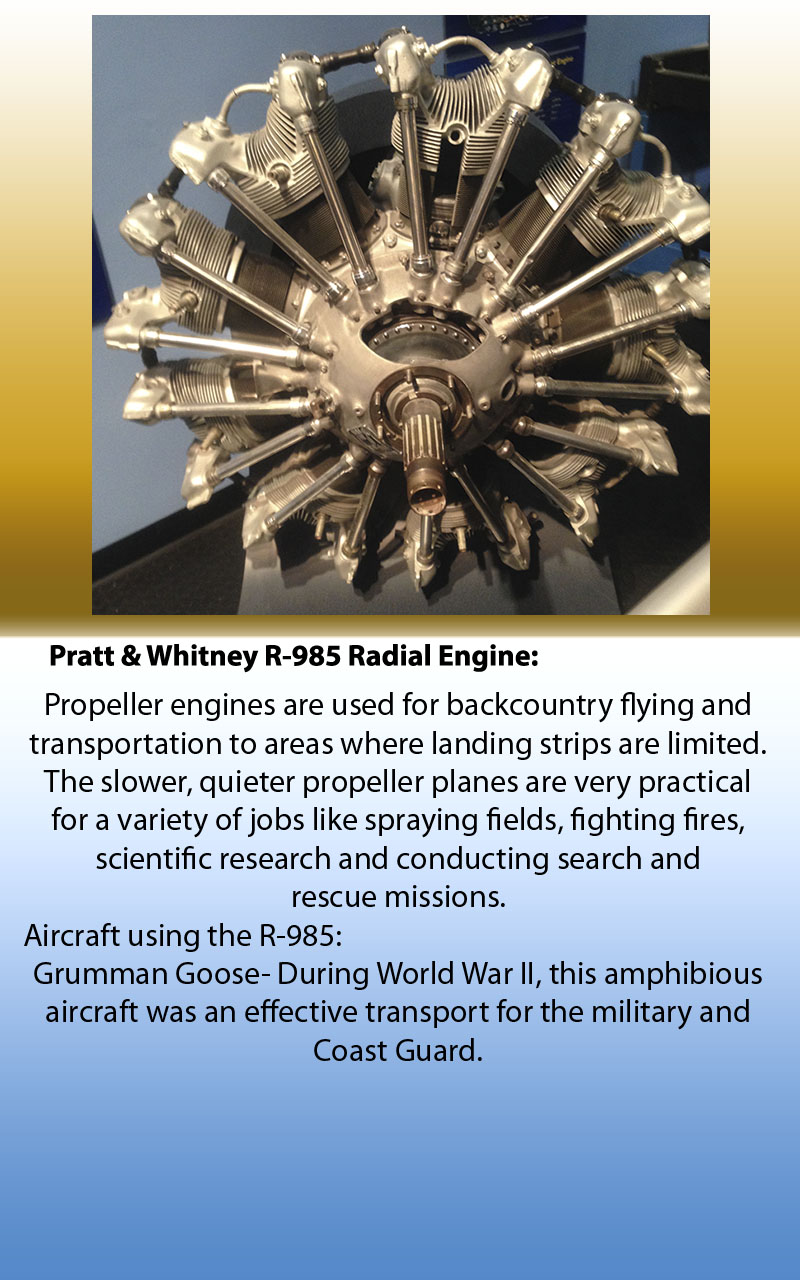 Pratt & Whitney R-985 Radial Engine:
Propeller engines are used for backcountry flying and
transportation to areas where landing strips are limited.
The slower, quieter propeller planes are very practical
for a variety of jobs like spraying fields, fighting fires,
scientific research and conducting search and
rescue missions.
Aircraft using the R-985:
Grumman Goose- During World War II, this amphibious
aircraft was an effective transport for the military and
Coast Guard.